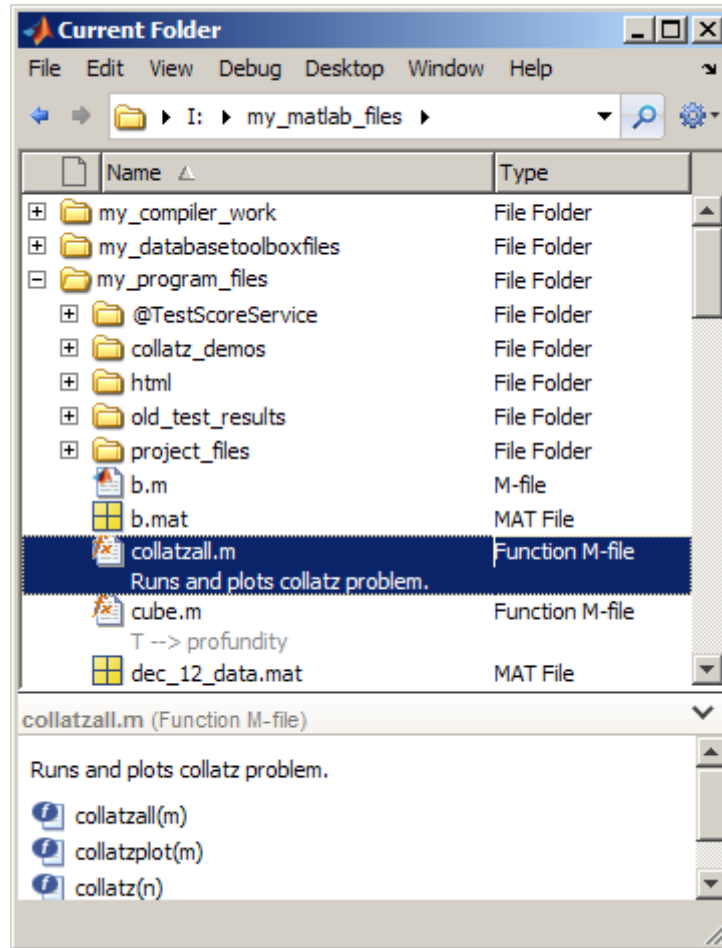 Current Folder
File Edit View Debug Desktop Window Help
I: my_matlab_files
Name Type
my_compiler_work File Folder
my_databasetoolboxfiles File Folder
my_program_files File Folder
@TestScoreService File Folder
collatz_demos File Folder
html File Folder
old_test_results File Folder
project_files File Folder
b.m M-file
b.mat MAT File
collatzall.m Function M-file
Runs and plots collatz problem.
cube.m Function M-file
T --> profundity
dec_12_data.mat MAT File
collatzall.m (Function M-file)
Runs and plots collatz problem.
collatzall(m)
collatzplot(m)
collatz(n)